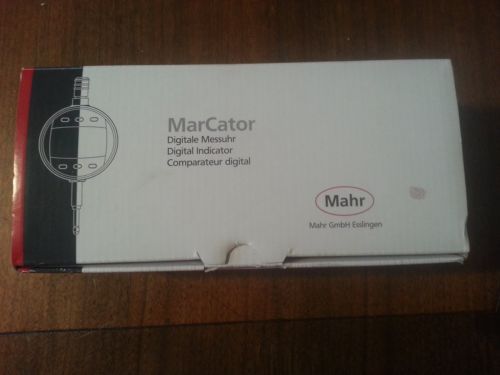 MarCator
Digitale Messuhr
Digital Indicator
Comparateur digital
Mahr
Mahr GmbH Esslingen